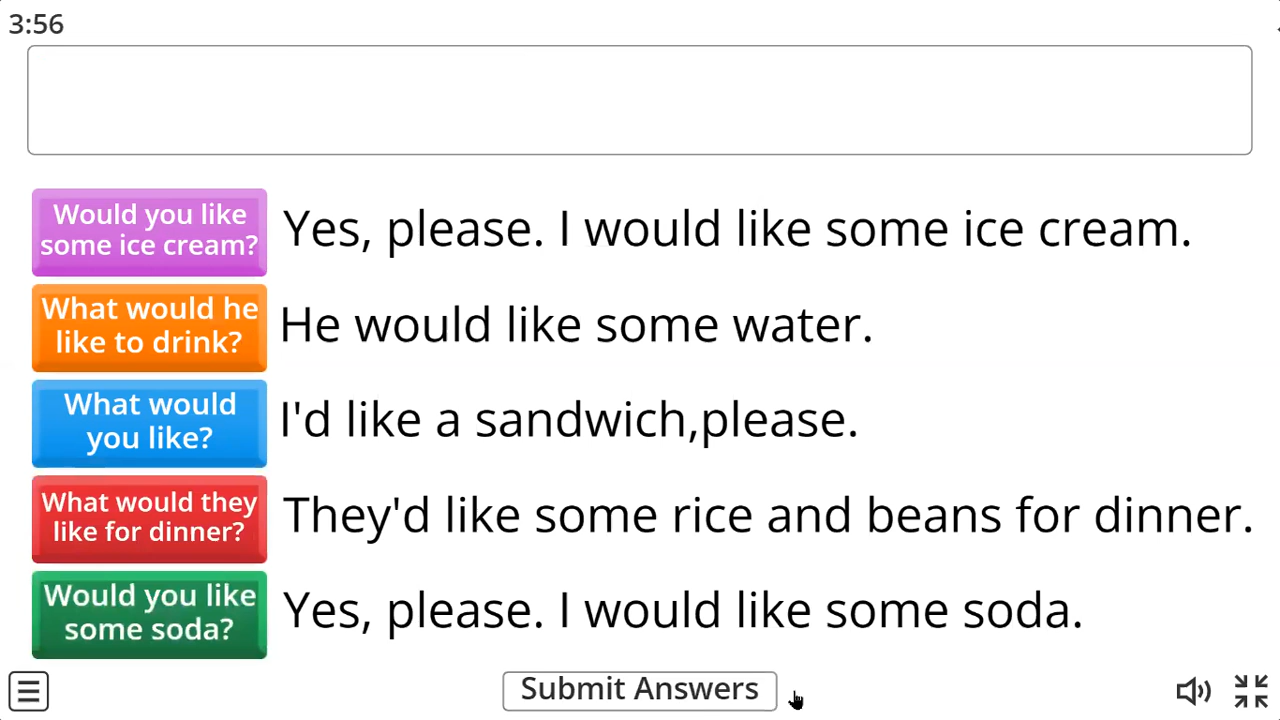 3:56
Would you like
some ice cream?
Yes, please. I would like some ice cream.
What would he
like to drink?
He would like some water.
What would
you like?
I'd like a sandwich,please.
What would they
like for dinner?
They'd like some rice and beans for dinner.
Would you like
some soda?
Yes, please. I would like some soda.
Submit Answers